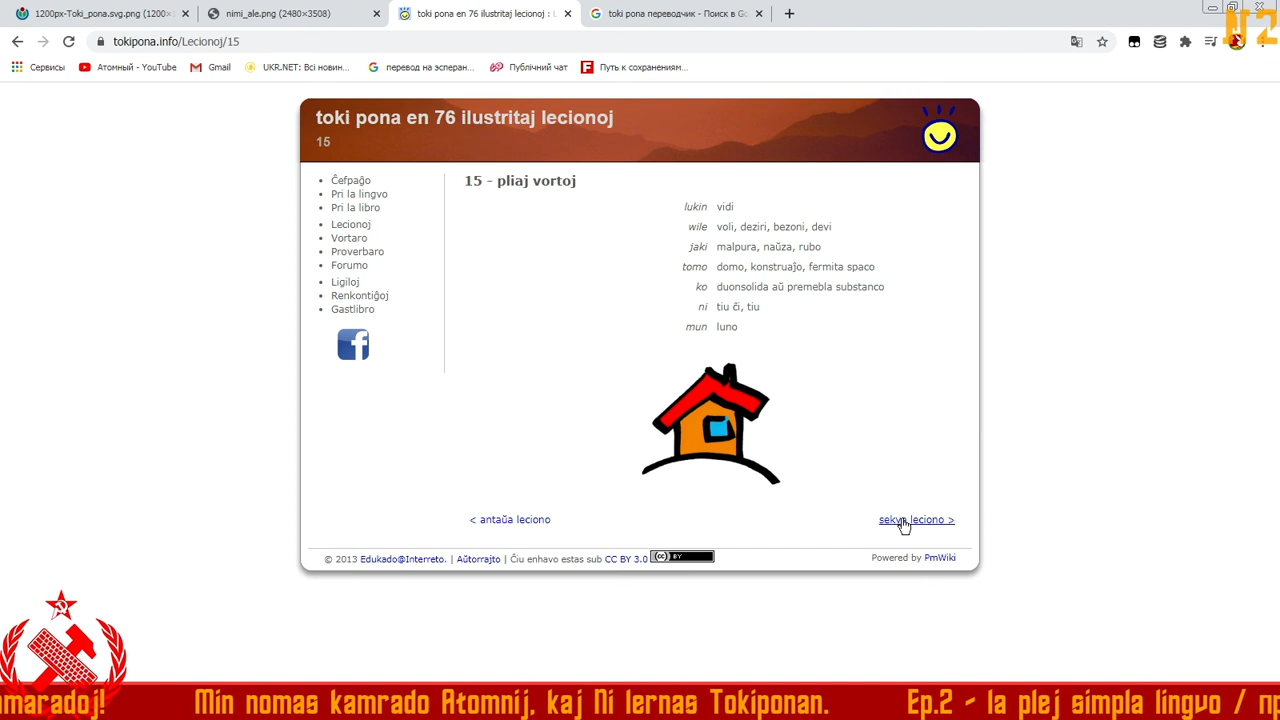 1200px-Toki_pona.svg.png (1200×1
nimi_ale.png (2480×3508)
toki pona en 76 ilustritaj lecionoj : L
toki pona переводчик - Поиск в Go
tokipona.info/Lecionoj/15
Сервисы
Атомный - YouTube
Gmail
UKR.NET: Всі новин...
перевод на эсперан...
Публічний чат
Путь к сохранениям...
toki pona en 76 ilustritaj lecionoj
15
Ĉefpaĝo
Pri la lingvo
Pri la libro
Lecionoj
Vortaro
Proverbaro
Forumo
Ligiloj
Renkontiĝoj
Gastlibro
15 - pliaj vortoj
lukin vidi
wile voli, deziri, bezoni, devi
jaki malpura, naŭza, rubo
tomo domo, konstruaĵo, fermita spaco
ko duonsolida aŭ premebla substanco
ni tiu ĉi, tiu
mun luno
< antaŭa leciono
sekva leciono >
© 2013 Edukado@Interreto. | Aŭtorrajto | Ĉiu enhavo estas sub CC BY 3.0
BY
Powered by PmWiki
amaradoj! Min nomas kamrado Atomnij, kaj Ni lernas Tokiponan. Ep.2 - la plej simpla lingvo / пр